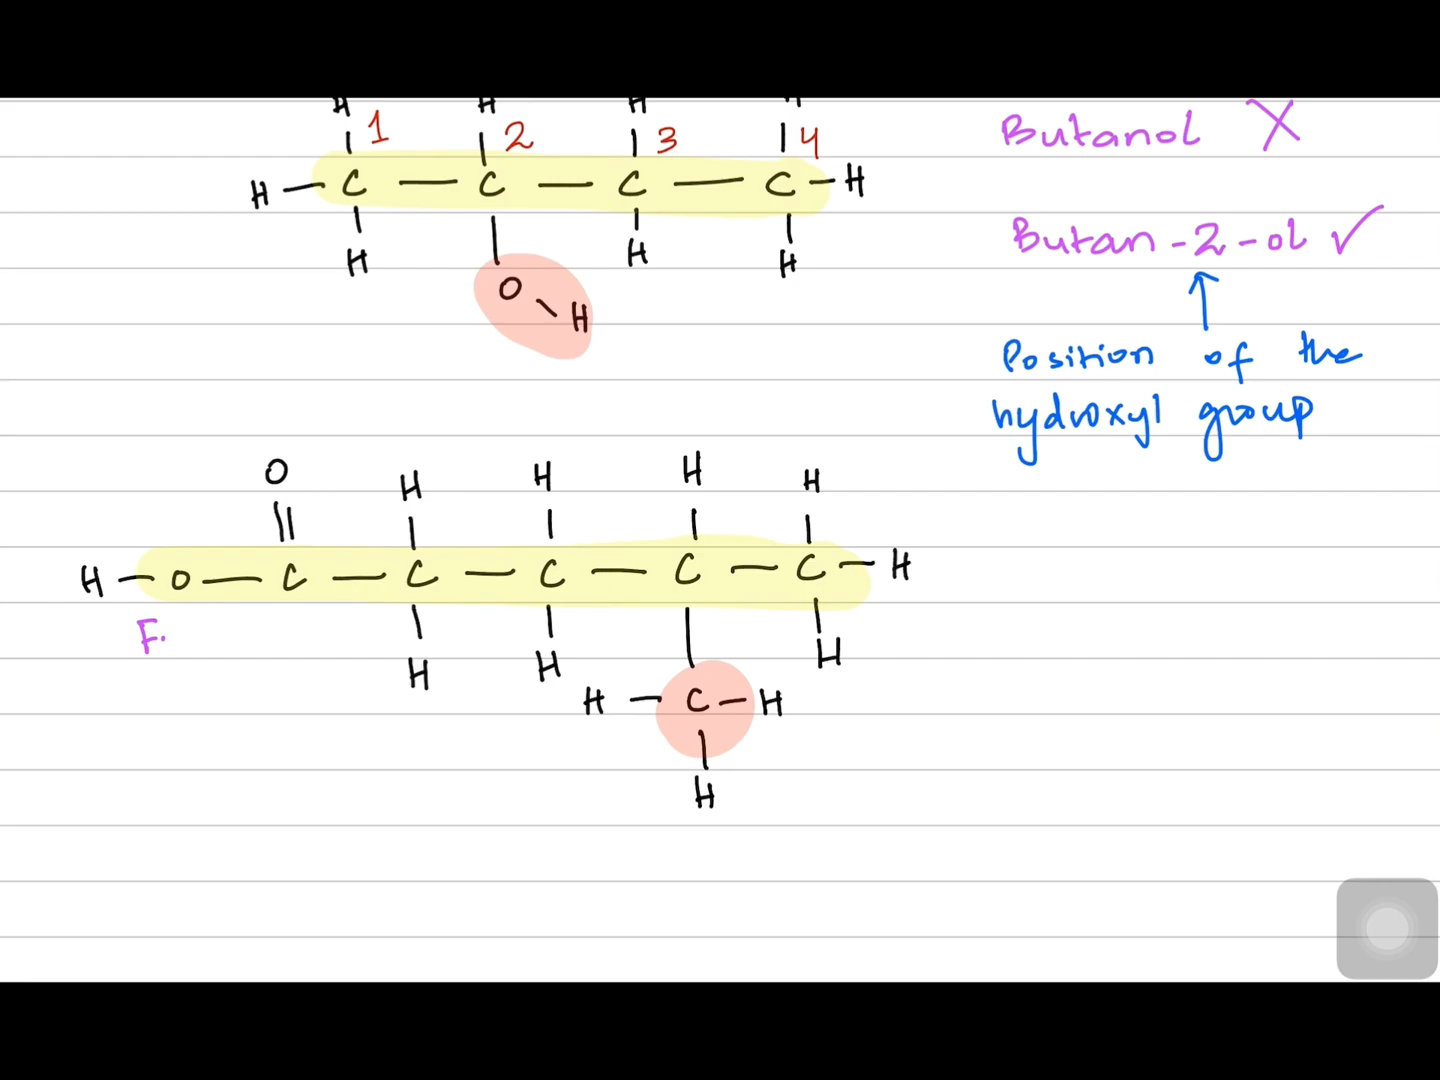 H H H H
1 2 3 4
H - C - C - C - C - H
H H H
O
H
Butanol X
Butan-2-ol ✓
Position of the
hydroxyl group
O H H H H
H - O - C - C - C - C - C - H
F.
H H H
H - C - H
H